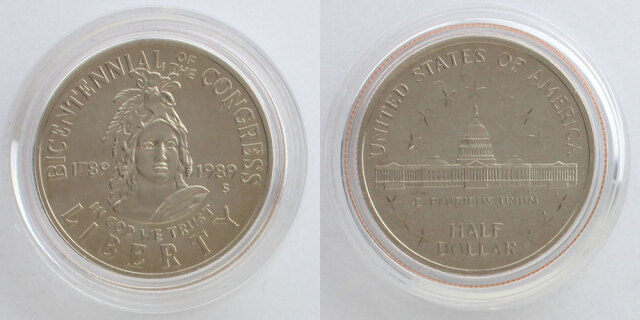 BICENTENNIAL OF THE CONGRESS
1789 1989
S
IN GOD WE TRUST
LIBERTY
UNITED STATES OF AMERICA
E PLURIBUS UNUM
HALF
DOLLAR